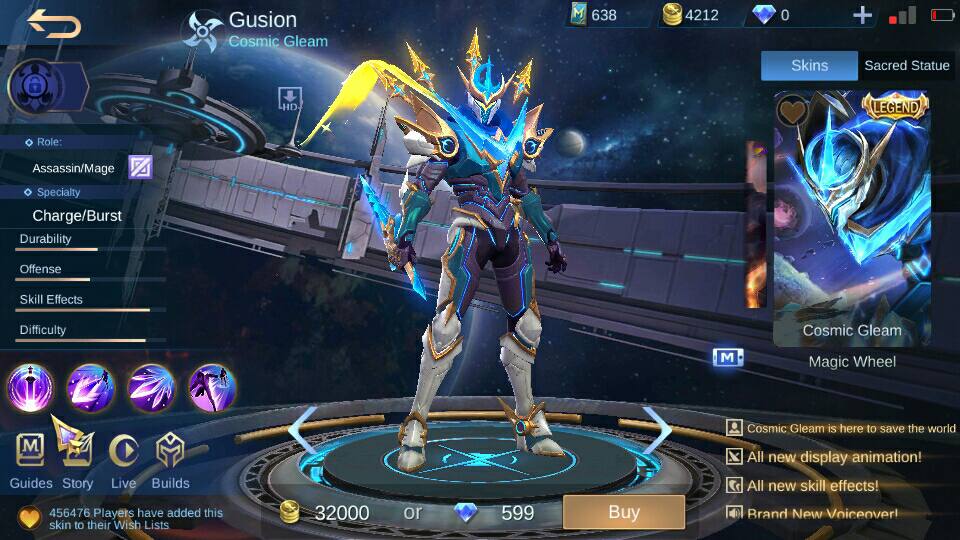 Gusion
Cosmic Gleam
M 638
4212
0
Skins
Sacred Statue
HD
LEGEND
Role:
Assassin/Mage
Specialty
Charge/Burst
Durability
Offense
Skill Effects
Difficulty
Cosmic Gleam
Magic Wheel
M
Cosmic Gleam is here to save the world
All new display animation!
All new skill effects!
Brand New Voiceover!
M
Guides
Story
Live
Builds
456476 Players have added this
skin to their Wish Lists
32000 or 599
Buy